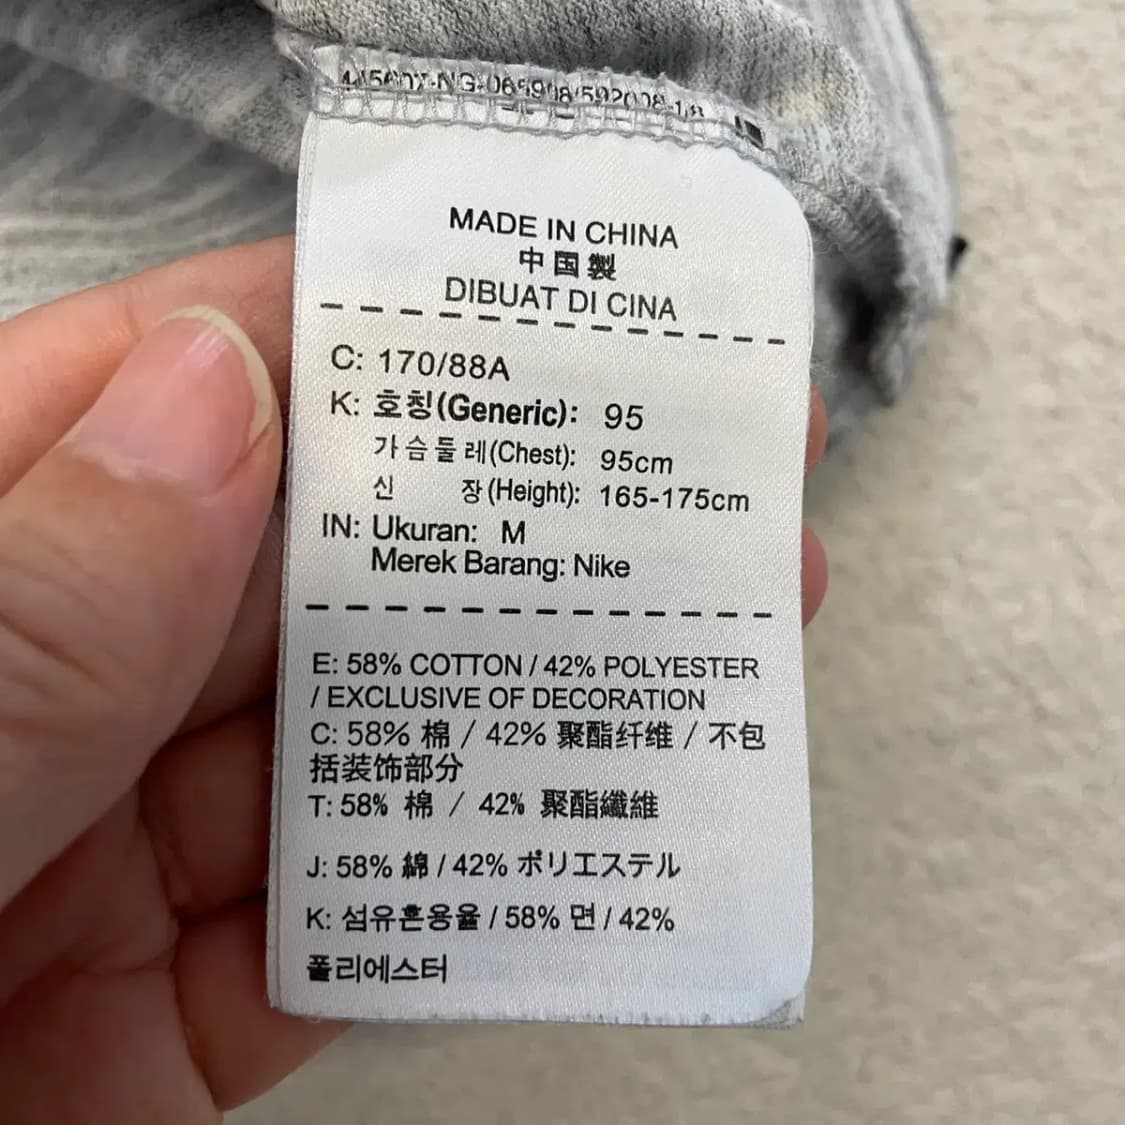 MADE IN CHINA
中国製
DIBUAT DI CINA
C: 170/88A
K: 호칭(Generic): 95
가슴둘레(Chest): 95cm
신 장(Height): 165-175cm
IN: Ukuran: M
Merek Barang: Nike
E: 58% COTTON / 42% POLYESTER
/ EXCLUSIVE OF DECORATION
C: 58% 棉 / 42% 聚酯纤维 / 不包
括装饰部分
T: 58% 棉 / 42% 聚酯纖維
J: 58% 綿 / 42% ポリエステル
K: 섬유혼용율 / 58% 면 / 42%
폴리에스터